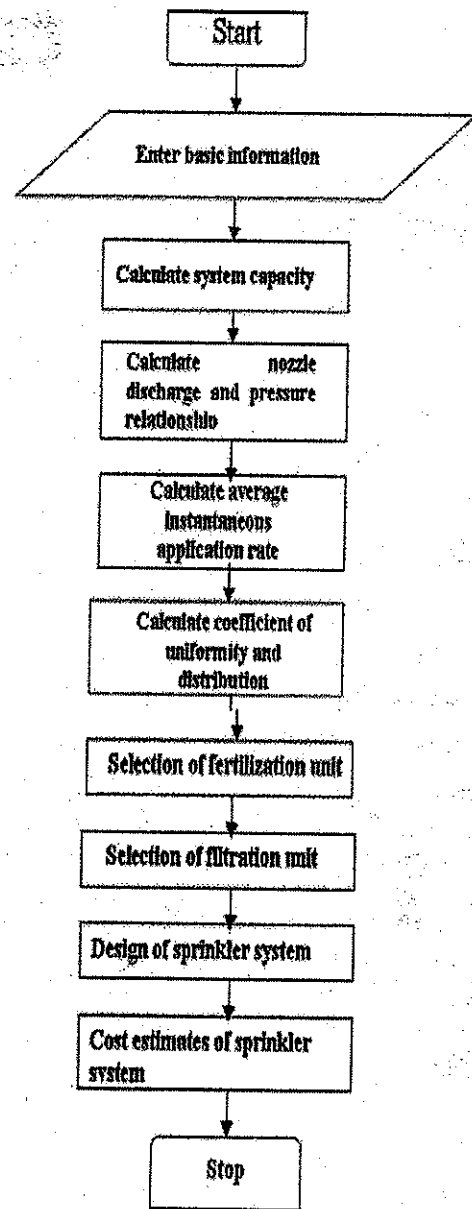 Start
Enter basic information
Calculate system capacity
Calculate nozzle
discharge and pressure
relationship
Calculate average
instantaneous
application rate
Calculate coefficient of
uniformity and
distribution
Selection of fertilization unit
Selection of filtration unit
Design of sprinkler system
Cost estimates of sprinkler
system
Stop